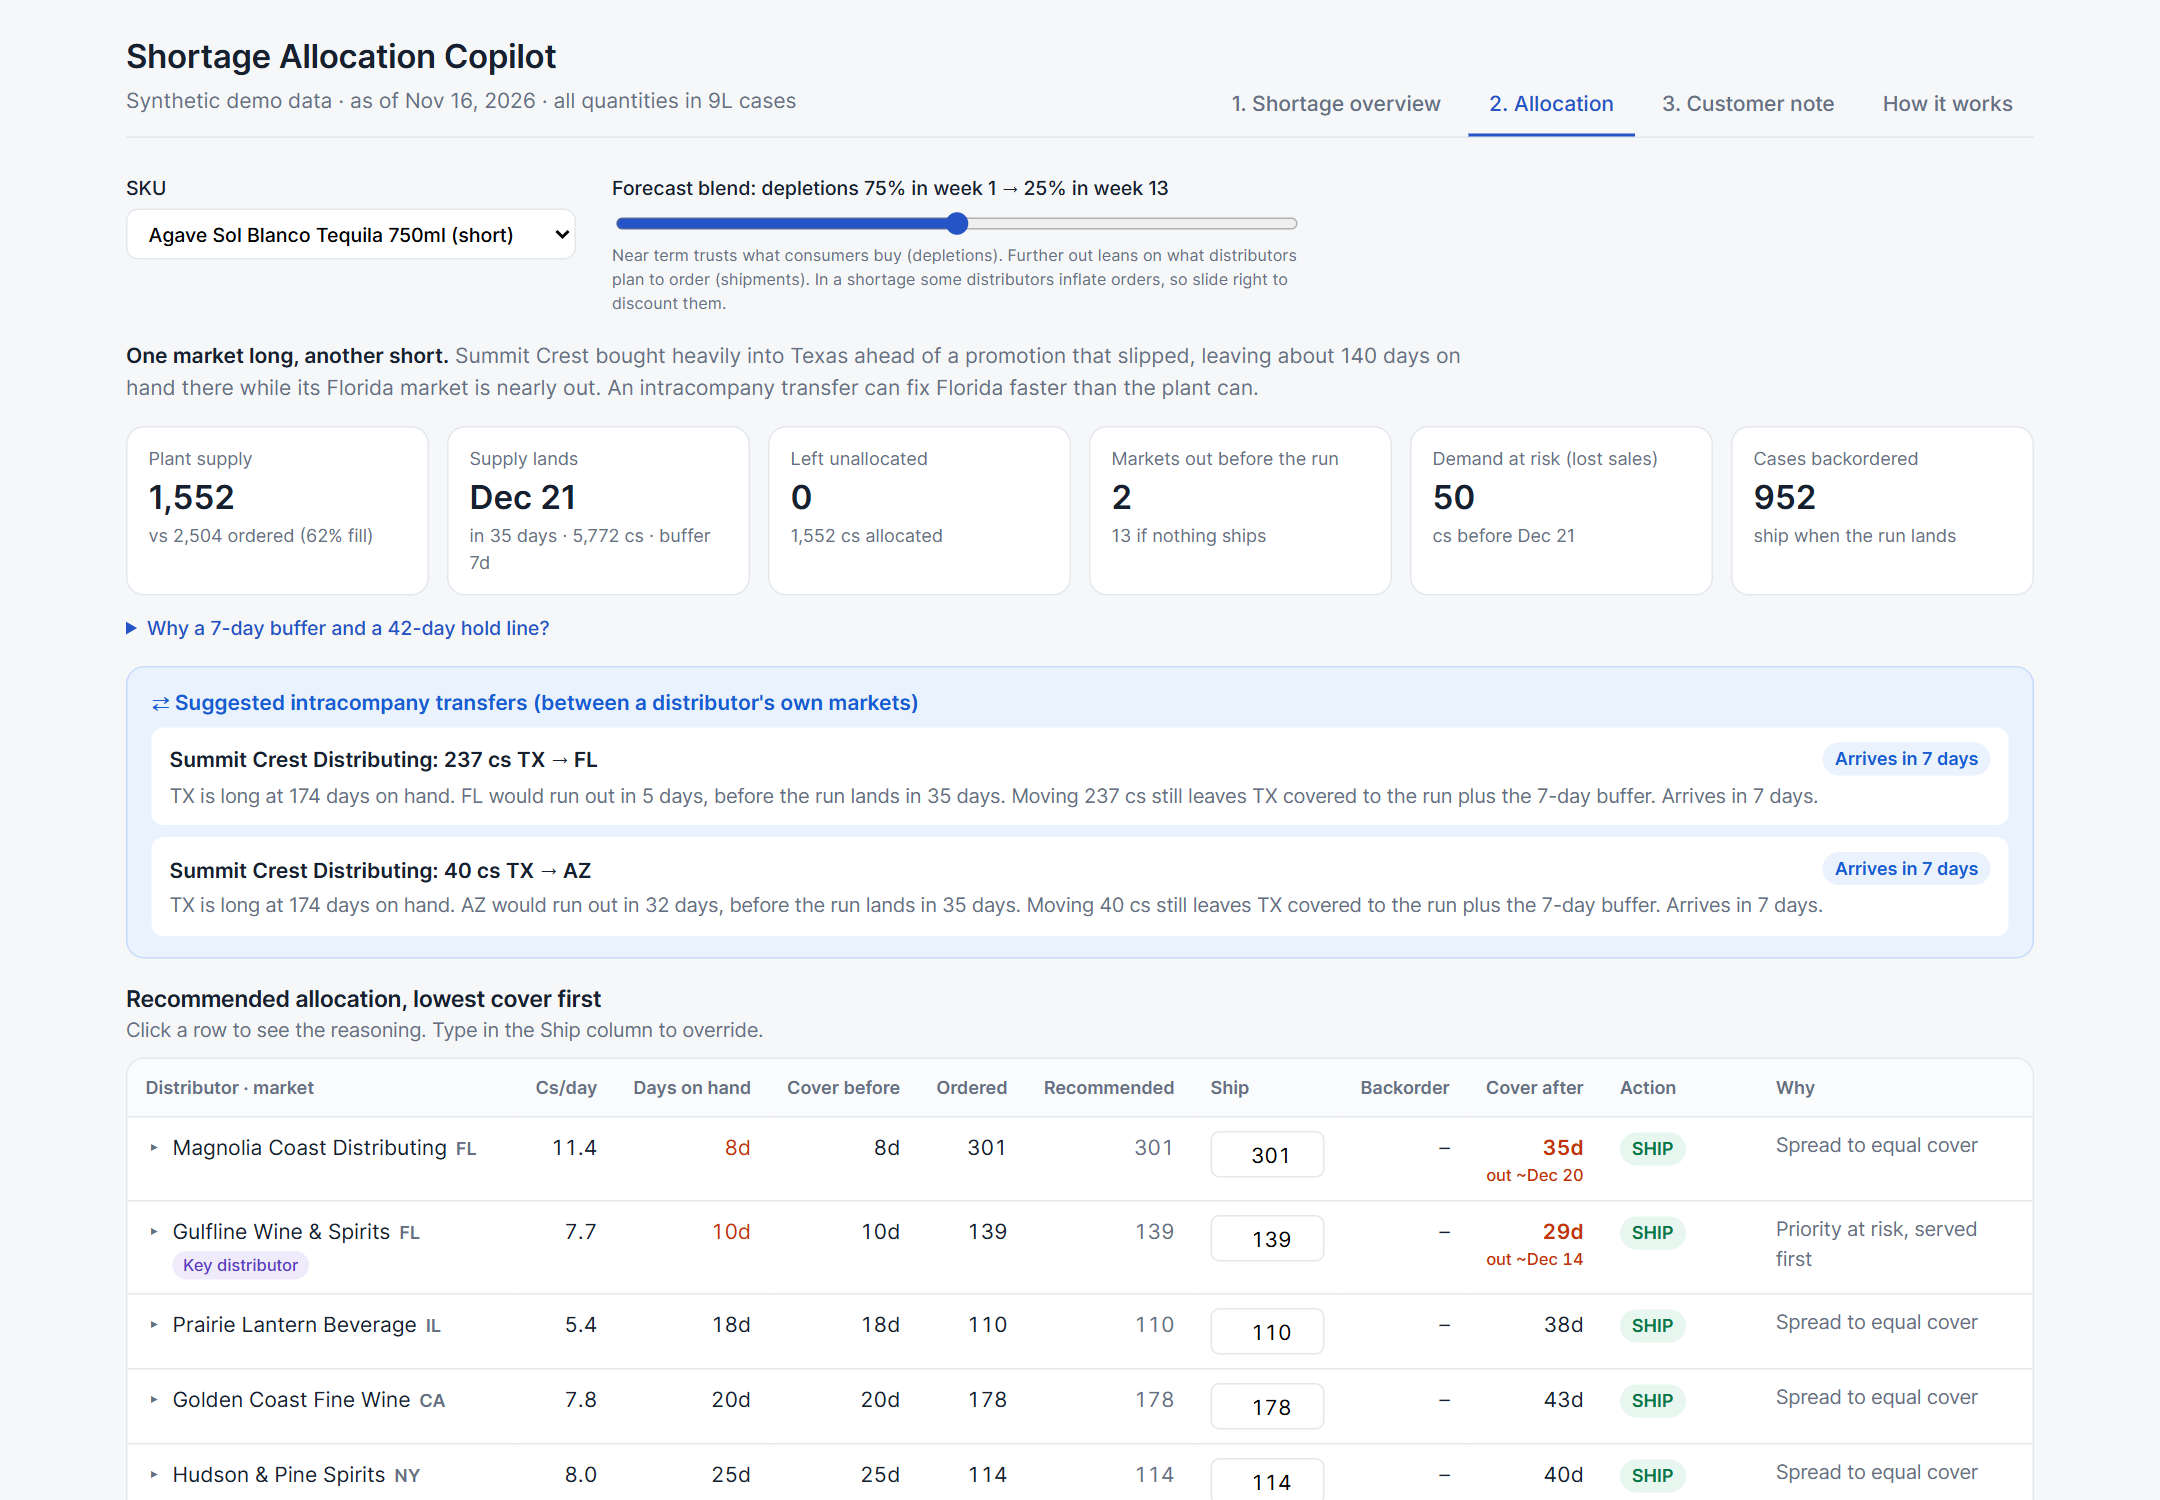 Shortage Allocation Copilot
Synthetic demo data · as of Nov 16, 2026 · all quantities in 9L cases
1. Shortage overview
2. Allocation
3. Customer note
How it works
SKU
Agave Sol Blanco Tequila 750ml (short)
Forecast blend: depletions 75% in week 1 → 25% in week 13
Near term trusts what consumers buy (depletions). Further out leans on what distributors
plan to order (shipments). In a shortage some distributors inflate orders, so slide right to
discount them.
One market long, another short. Summit Crest bought heavily into Texas ahead of a promotion that slipped, leaving about 140 days on
hand there while its Florida market is nearly out. An intracompany transfer can fix Florida faster than the plant can.
Plant supply
1,552
vs 2,504 ordered (62% fill)
Supply lands
Dec 21
in 35 days · 5,772 cs · buffer
7d
Left unallocated
0
1,552 cs allocated
Markets out before the run
2
13 if nothing ships
Demand at risk (lost sales)
50
cs before Dec 21
Cases backordered
952
ship when the run lands
▶ Why a 7-day buffer and a 42-day hold line?
⇄ Suggested intracompany transfers (between a distributor's own markets)
Summit Crest Distributing: 237 cs TX → FL
Arrives in 7 days
TX is long at 174 days on hand. FL would run out in 5 days, before the run lands in 35 days. Moving 237 cs still leaves TX covered to the run plus the 7-day buffer. Arrives in 7 days.
Summit Crest Distributing: 40 cs TX → AZ
Arrives in 7 days
TX is long at 174 days on hand. AZ would run out in 32 days, before the run lands in 35 days. Moving 40 cs still leaves TX covered to the run plus the 7-day buffer. Arrives in 7 days.
Recommended allocation, lowest cover first
Click a row to see the reasoning. Type in the Ship column to override.
Distributor · market Cs/day Days on hand Cover before Ordered Recommended Ship Backorder Cover after Action Why
▸ Magnolia Coast Distributing FL 11.4 8d 8d 301 301 301 – 35d SHIP Spread to equal cover
out ~Dec 20
▸ Gulfline Wine & Spirits FL 7.7 10d 10d 139 139 139 – 29d SHIP Priority at risk, served
Key distributor out ~Dec 14 first
▸ Prairie Lantern Beverage IL 5.4 18d 18d 110 110 110 – 38d SHIP Spread to equal cover
▸ Golden Coast Fine Wine CA 7.8 20d 20d 178 178 178 – 43d SHIP Spread to equal cover
▸ Hudson & Pine Spirits NY 8.0 25d 25d 114 114 114 – 40d SHIP Spread to equal cover